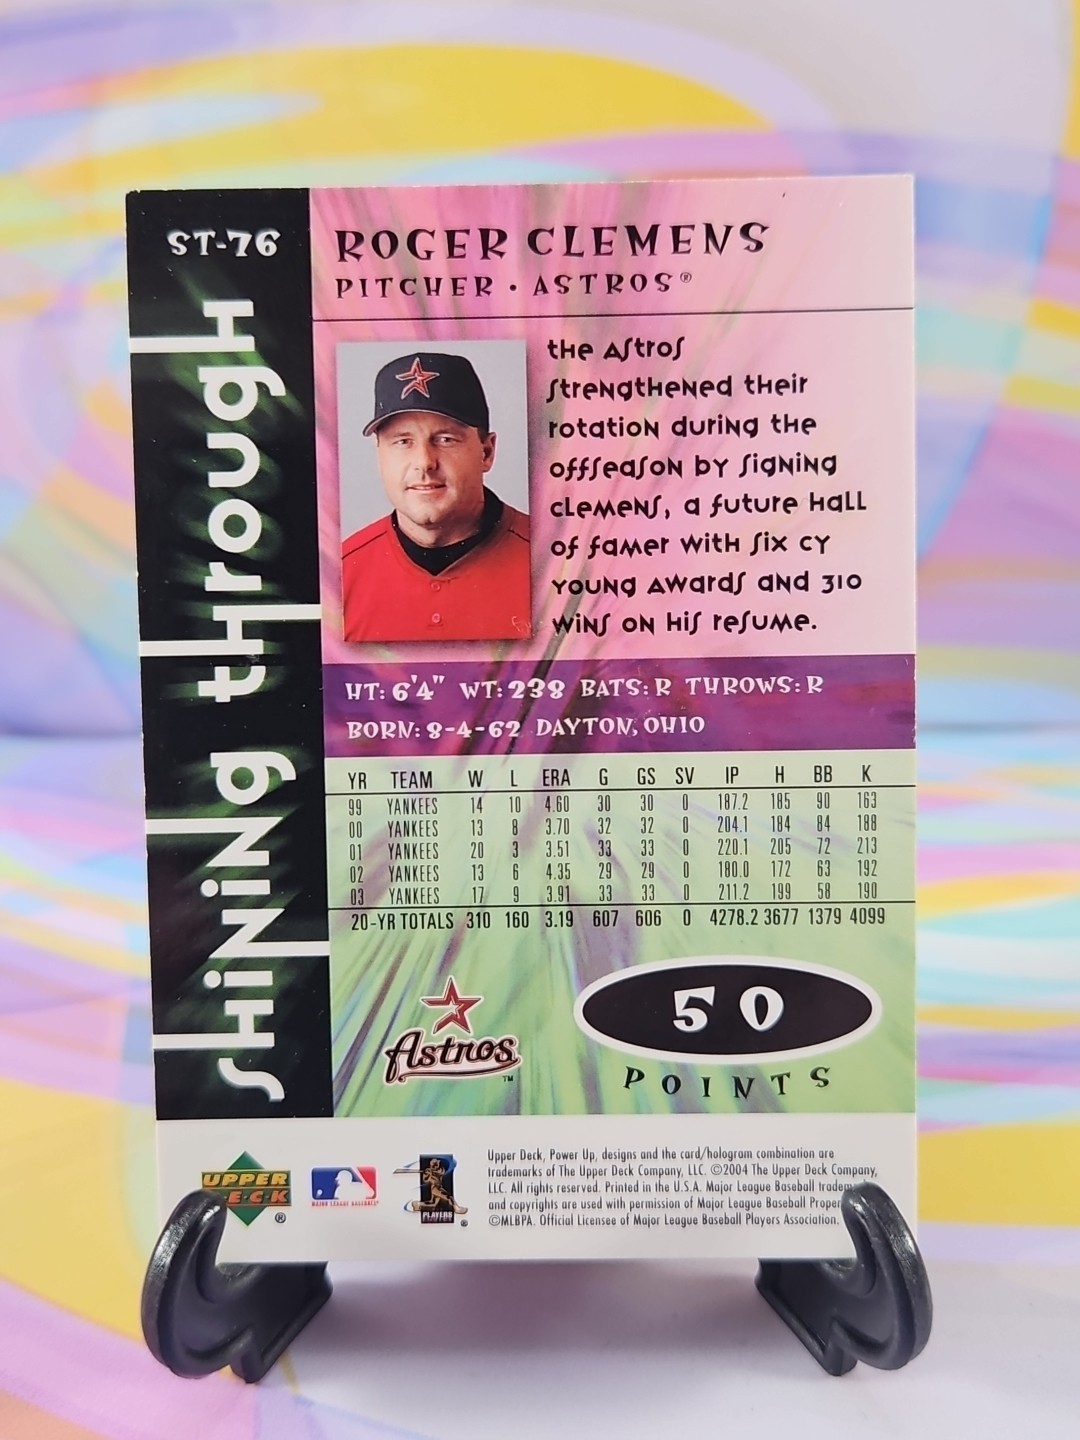 ST-76
SHINING THROUGH
ROGER CLEMENS
PITCHER • ASTROS®
THE ASTROS
STRENGTHENED THEIR
ROTATION DURING THE
OFFSEASON BY SIGNING
CLEMENS, A FUTURE HALL
OF FAMER WITH SIX CY
YOUNG AWARDS AND 310
WINS ON HIS RESUME.
HT: 6'4" WT: 238 BATS: R THROWS: R
BORN: 8-4-62 DAYTON, OHIO
YR TEAM W L ERA G GS SV IP H BB K
99 YANKEES 14 10 4.60 30 30 0 187.2 185 90 163
00 YANKEES 13 8 3.70 32 32 0 204.1 184 84 188
01 YANKEES 20 3 3.51 33 33 0 220.1 205 72 213
02 YANKEES 13 6 4.35 29 29 0 180.0 172 63 192
03 YANKEES 17 9 3.91 33 33 0 211.2 199 58 190
20-YR TOTALS 310 160 3.19 607 606 0 4278.2 3677 1379 4099
Astros™
50
POINTS
UPPER
DECK®
MAJOR LEAGUE BASEBALL
PLAYERS
®
Upper Deck, Power Up, designs and the card/hologram combination are
trademarks of The Upper Deck Company, LLC. ©2004 The Upper Deck Company,
LLC. All rights reserved. Printed in the U.S.A. Major League Baseball tradem
and copyrights are used with permission of Major League Baseball Proper
©MLBPA. Official Licensee of Major League Baseball Players Association.